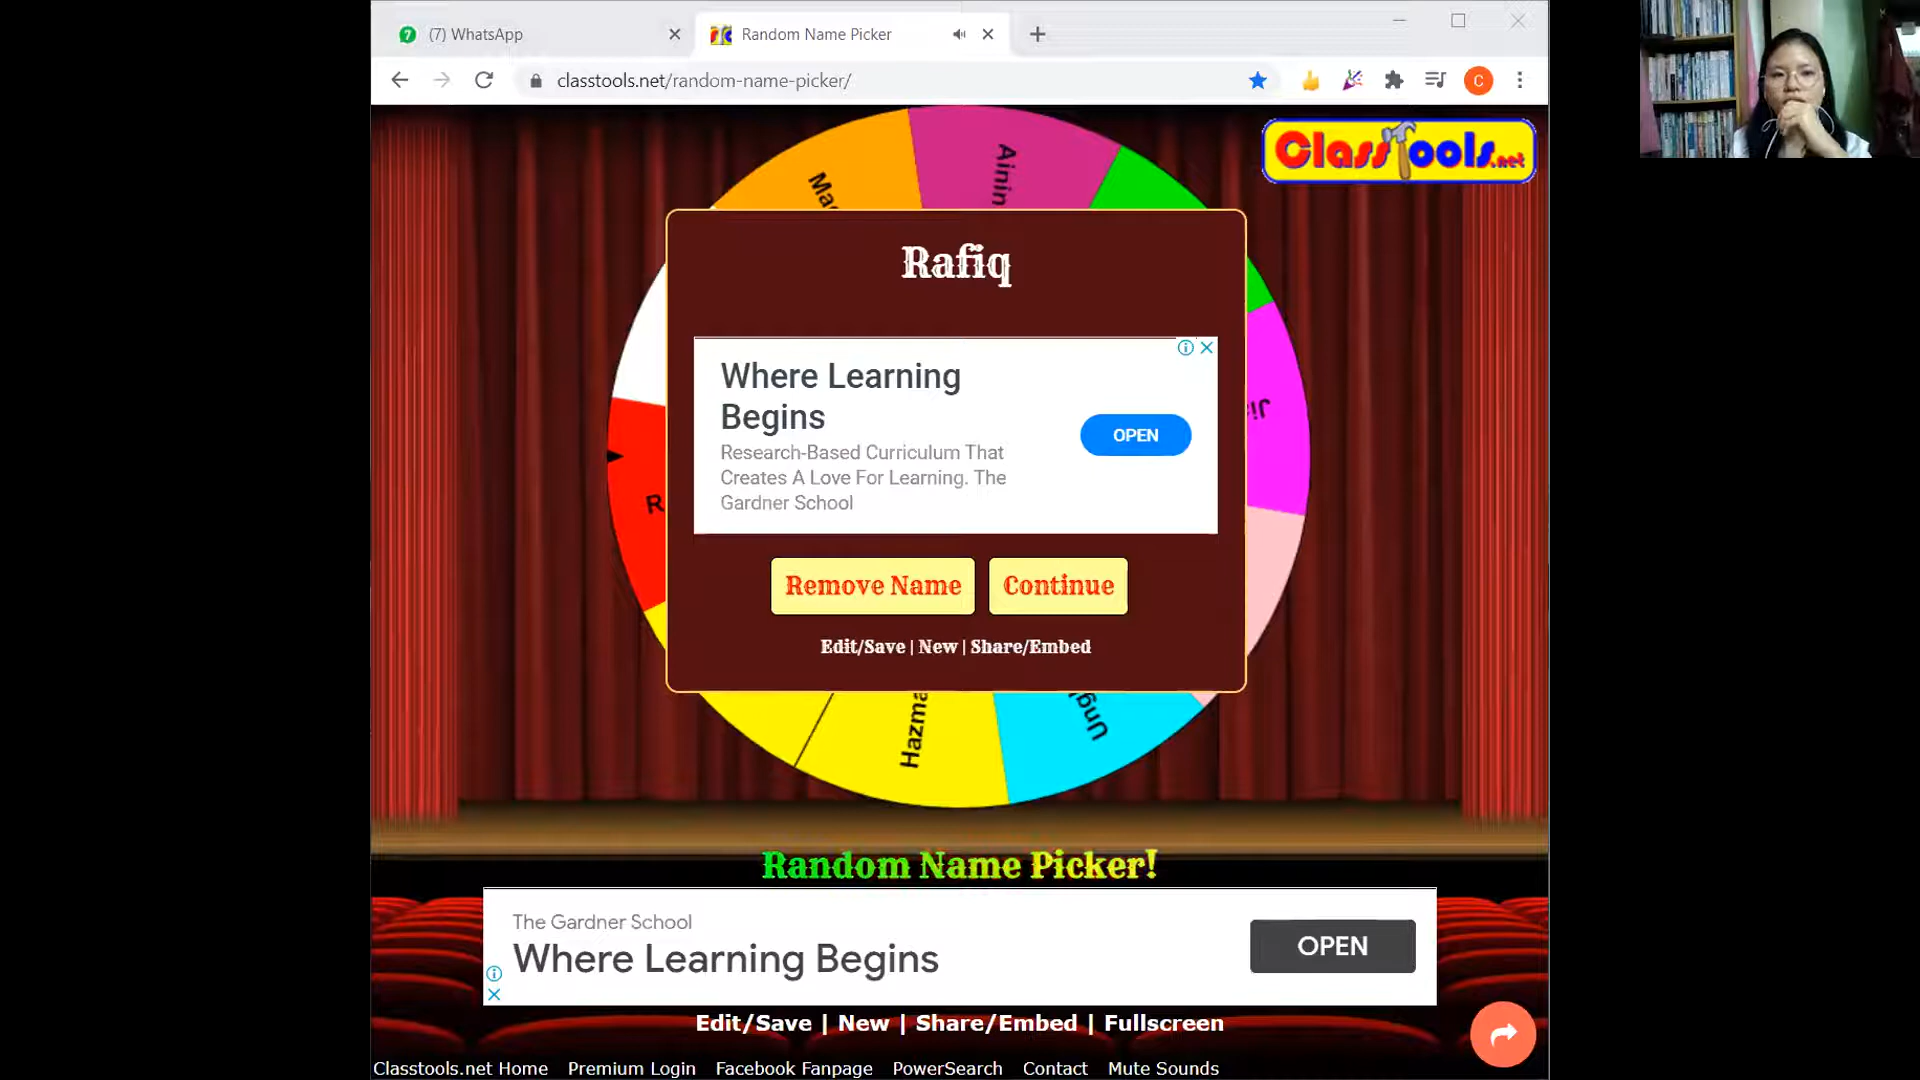 7 (7) WhatsApp
Random Name Picker
classtools.net/random-name-picker/
C
ClassTools.net
Ainin
Rafiq
Where Learning
Begins
OPEN
Research-Based Curriculum That
Creates A Love For Learning. The
Gardner School
Remove Name
Continue
Edit/Save | New | Share/Embed
Random Name Picker!
The Gardner School
Where Learning Begins
OPEN
Edit/Save | New | Share/Embed | Fullscreen
Classtools.net Home
Premium Login
Facebook Fanpage
PowerSearch
Contact
Mute Sounds